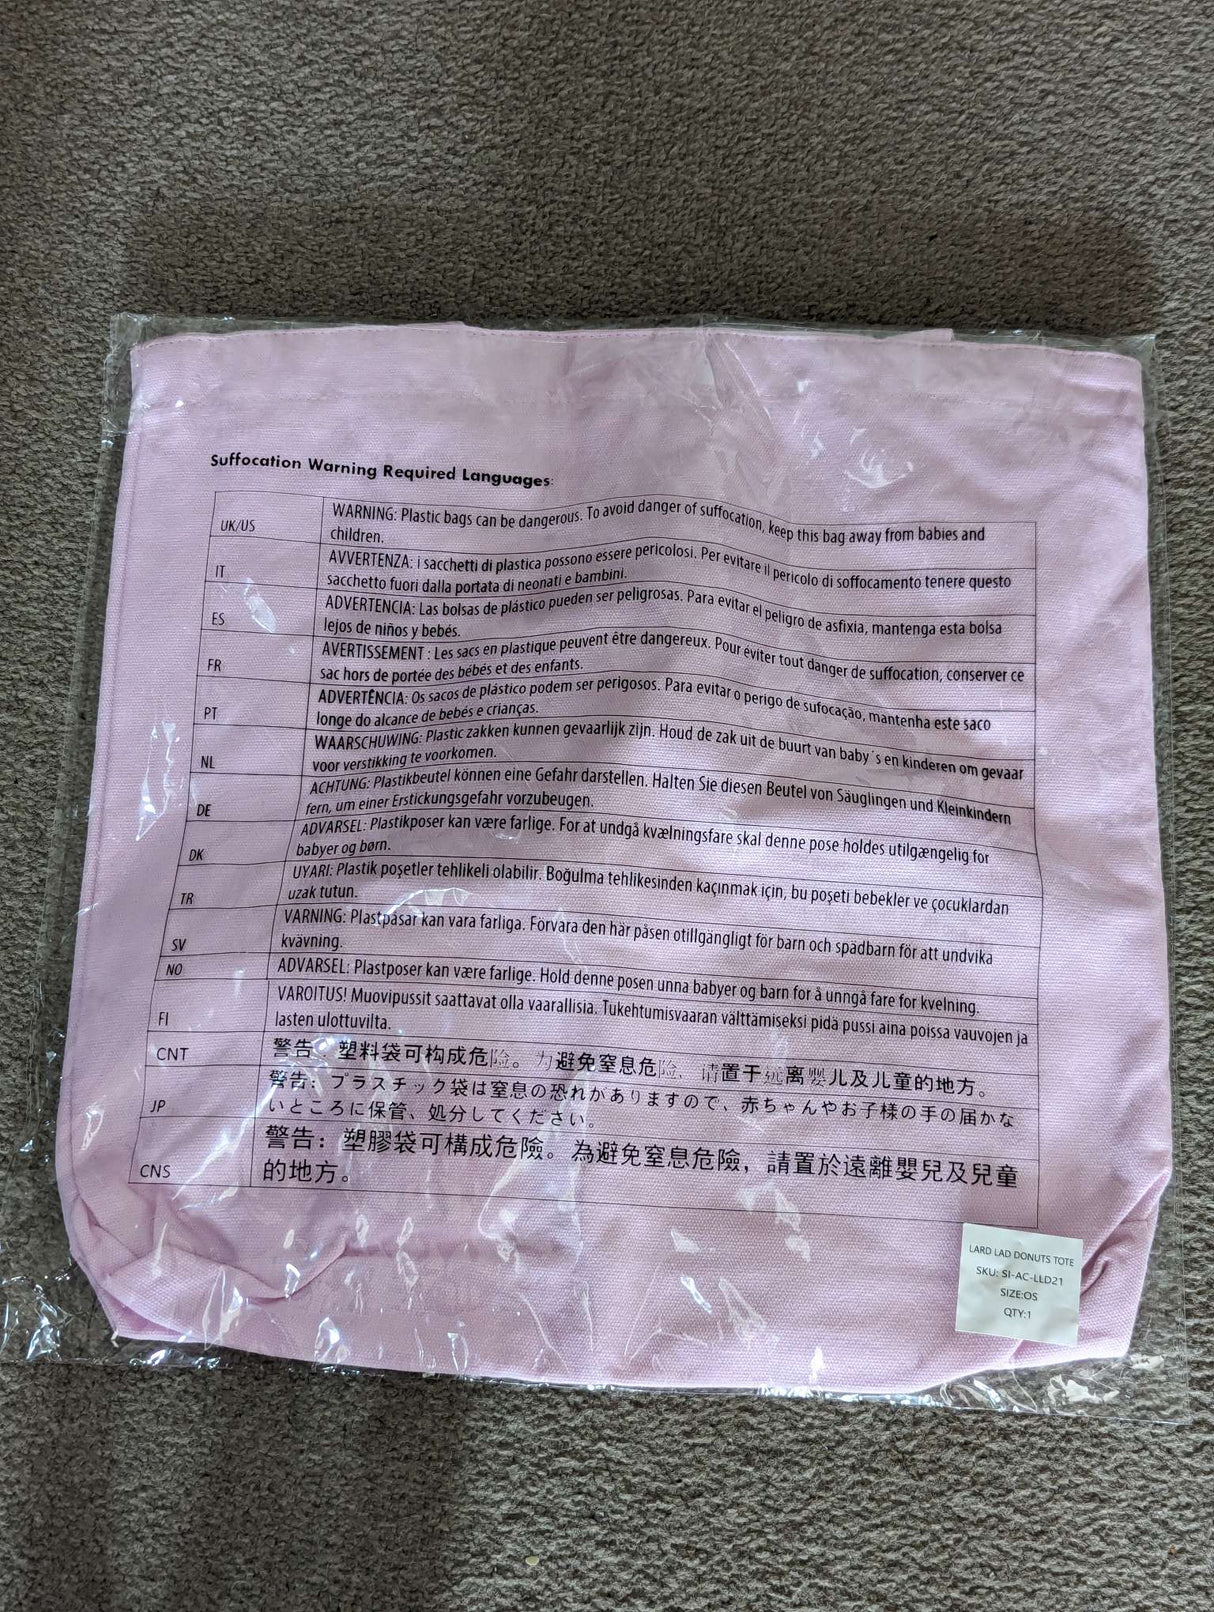 Suffocation Warning Required Languages:
UK/US
WARNING: Plastic bags can be dangerous. To avoid danger of suffocation, keep this bag away from babies and
children.
IT
AVVERTENZA: i sacchetti di plastica possono essere pericolosi. Per evitare il pericolo di soffocamento tenere questo
sacchetto fuori dalla portata di neonati e bambini.
ES
ADVERTENCIA: Las bolsas de plástico pueden ser peligrosas. Para evitar el peligro de asfixia, mantenga esta bolsa
lejos de niños y bebés.
FR
AVERTISSEMENT : Les sacs en plastique peuvent être dangereux. Pour éviter tout danger de suffocation, conserver ce
sac hors de portée des bébés et des enfants.
PT
ADVERTÊNCIA: Os sacos de plástico podem ser perigosos. Para evitar o perigo de sufocação, mantenha este saco
longe do alcance de bebés e crianças.
NL
WAARSCHUWING: Plastic zakken kunnen gevaarlijk zijn. Houd de zak uit de buurt van baby´s en kinderen om gevaar
voor verstikking te voorkomen.
DE
ACHTUNG: Plastikbeutel können eine Gefahr darstellen. Halten Sie diesen Beutel von Säuglingen und Kleinkindern
fern, um einer Erstickungsgefahr vorzubeugen.
DK
ADVARSEL: Plastikposer kan være farlige. For at undgå kvælningsfare skal denne pose holdes utilgængelig for
babyer og børn.
TR
UYARI: Plastik poşetler tehlikeli olabilir. Boğulma tehlikesinden kaçınmak için, bu poşeti bebekler ve çocuklardan
uzak tutun.
SV
VARNING: Plastpåsar kan vara farliga. Förvara den här påsen otillgängligt för barn och spädbarn för att undvika
kvävning.
NO
ADVARSEL: Plastposer kan være farlige. Hold denne posen unna babyer og barn for å unngå fare for kvelning.
FI
VAROITUS! Muovipussit saattavat olla vaarallisia. Tukehtumisvaaran välttämiseksi pidä pussi aina poissa vauvojen ja
lasten ulottuvilta.
CNT
警告：塑料袋可构成危险。为避免窒息危险，请置于远离婴儿及儿童的地方。
JP
警告：プラスチック袋は窒息の恐れがありますので、赤ちゃんやお子様の手の届かな
いところに保管、処分してください。
CNS
警告：塑膠袋可構成危險。為避免窒息危險，請置於遠離嬰兒及兒童
的地方。
LARD LAD DONUTS TOTE
SKU: SI-AC-LLD21
SIZE:OS
QTY:1